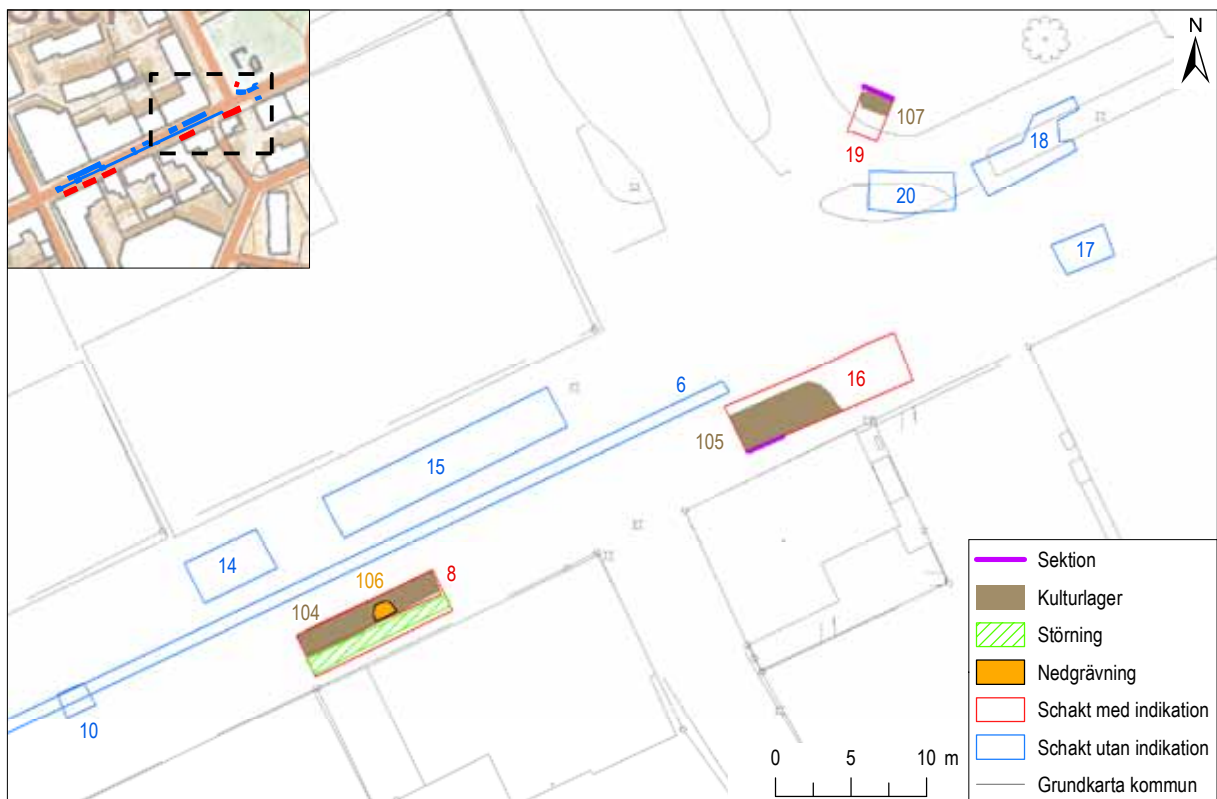 N
107
19
18
20
17
6
16
105
15
14
106
8
104
10
Sektion
Kulturlager
Störning
Nedgrävning
Schakt med indikation
Schakt utan indikation
Grundkarta kommun
0 5 10 m